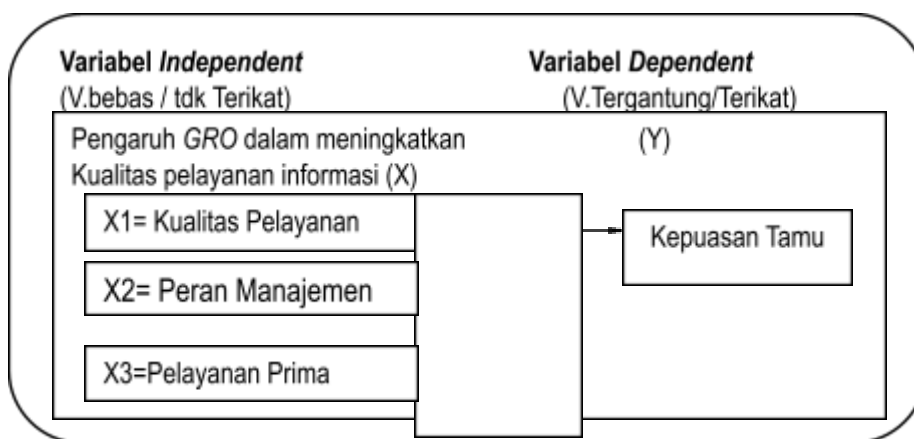 Variabel Independent Variabel Dependent
(V.bebas / tdk Terikat) (V.Tergantung/Terikat)
Pengaruh GRO dalam meningkatkan (Y)
Kualitas pelayanan informasi (X)
X1= Kualitas Pelayanan
Kepuasan Tamu
X2= Peran Manajemen
X3=Pelayanan Prima